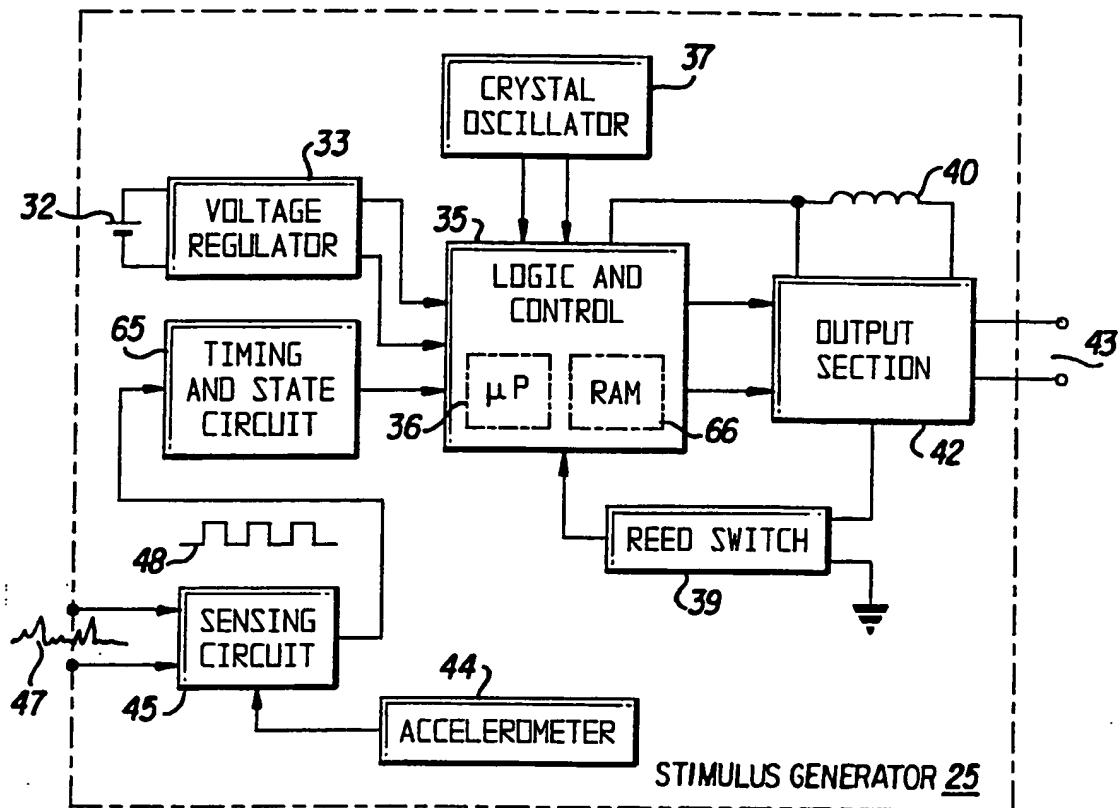 37
CRYSTAL
OSCILLATOR
33
32
VOLTAGE
REGULATOR
40
35
LOGIC AND
CONTROL
μP
RAM
36
66
65
TIMING
AND STATE
CIRCUIT
OUTPUT
SECTION
43
42
REED SWITCH
39
48
SENSING
CIRCUIT
47
45
44
ACCELEROMETER
STIMULUS GENERATOR 25